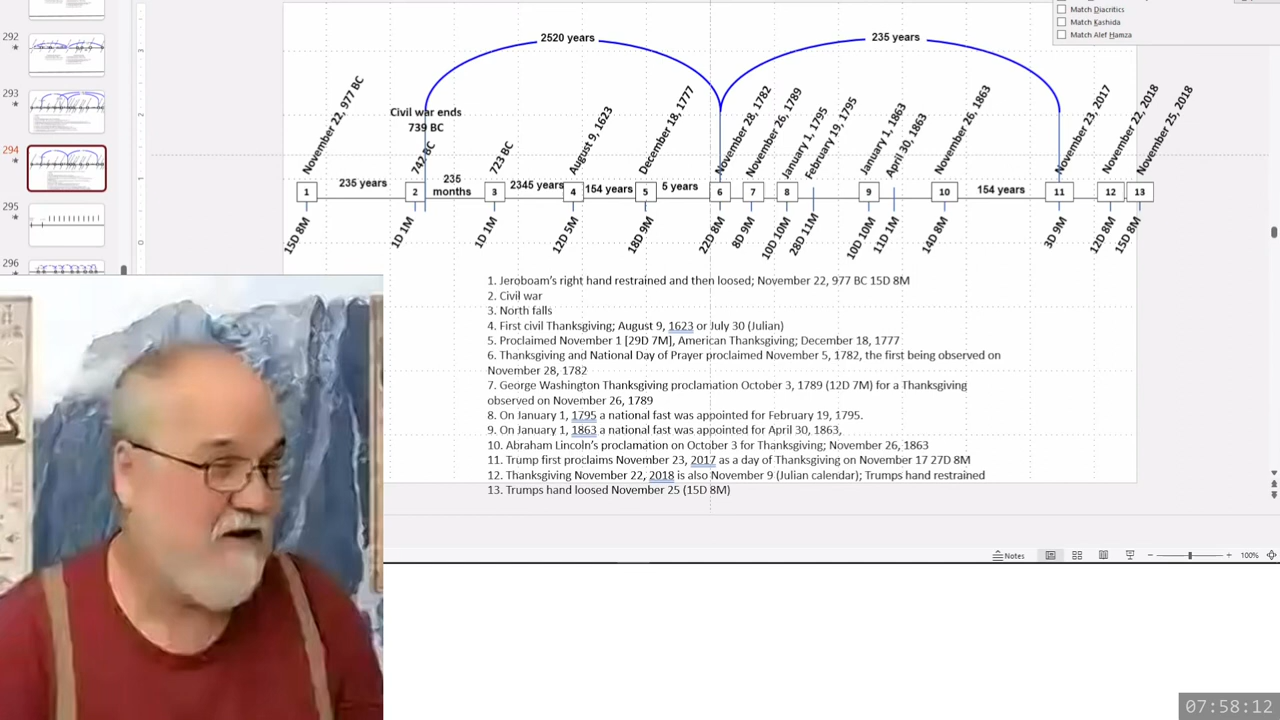 Match Diacritics
Match Kashida
Match Alef Hamza
292
293
294
295
296
3
2
1
0
2520 years
235 years
November 22, 977 BC
Civil war ends
739 BC
742 BC
723 BC
August 9, 1623
December 18, 1777
November 28, 1782
November 26, 1789
January 1, 1795
February 19, 1795
January 1, 1863
April 30, 1863
November 26, 1863
November 23, 2017
November 22, 2018
November 25, 2018
235 years
235
months
2345 years
154 years
5 years
154 years
1 2 3 4 5 6 7 8 9 10 11 12 13
15D 8M
1D 1M
1D 1M
12D 5M
18D 9M
22D 8M
8D 9M
10D 10M
28D 11M
10D 10M
11D 1M
14D 8M
3D 9M
12D 8M
15D 8M
1. Jeroboam's right hand restrained and then loosed; November 22, 977 BC 15D 8M
2. Civil war
3. North falls
4. First civil Thanksgiving; August 9, 1623 or July 30 (Julian)
5. Proclaimed November 1 [29D 7M], American Thanksgiving; December 18, 1777
6. Thanksgiving and National Day of Prayer proclaimed November 5, 1782, the first being observed on
November 28, 1782
7. George Washington Thanksgiving proclamation October 3, 1789 (12D 7M) for a Thanksgiving
observed on November 26, 1789
8. On January 1, 1795 a national fast was appointed for February 19, 1795.
9. On January 1, 1863 a national fast was appointed for April 30, 1863,
10. Abraham Lincoln's proclamation on October 3 for Thanksgiving; November 26, 1863
11. Trump first proclaims November 23, 2017 as a day of Thanksgiving on November 17 27D 8M
12. Thanksgiving November 22, 2018 is also November 9 (Julian calendar); Trumps hand restrained
13. Trumps hand loosed November 25 (15D 8M)
Notes
100%
07:58:12